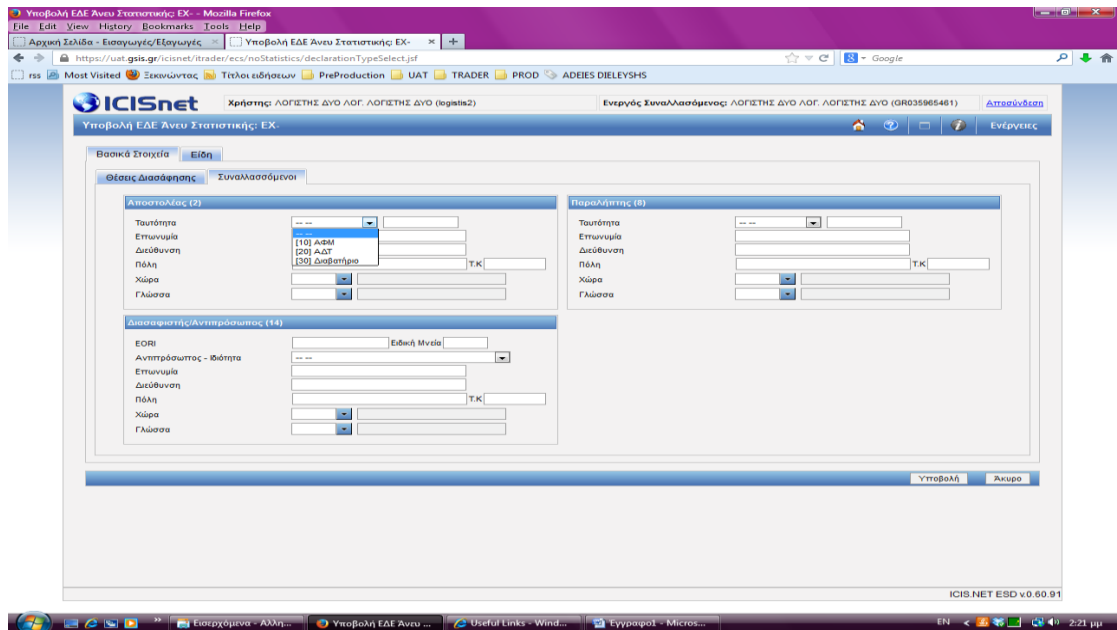 Υποβολή ΕΔΕ Άνευ Στατιστικής: EX- - Mozilla Firefox
File Edit View History Bookmarks Tools Help
Αρχική Σελίδα - Εισαγωγές/Εξαγωγές × Υποβολή ΕΔΕ Άνευ Στατιστικής: EX- × +
https://uat.gsis.gr/icisnet/itrader/ecs/noStatistics/declarationTypeSelect.jsf Google
rss Most Visited Ξεκινώντας Τίτλοι ειδήσεων PreProduction UAT TRADER PROD ADEIES DIELEYSHS
ICISnet Χρήστης: ΛΟΓΙΣΤΗΣ ΔΥΟ ΛΟΓ. ΛΟΓΙΣΤΗΣ ΔΥΟ (logistis2) Ενεργός Συναλλασόμενος: ΛΟΓΙΣΤΗΣ ΔΥΟ ΛΟΓ. ΛΟΓΙΣΤΗΣ ΔΥΟ (GR035965461) Αποσύνδεση
Υποβολή ΕΔΕ Άνευ Στατιστικής: EX- Ενέργειες
Βασικά Στοιχεία Είδη
Θέσεις Διασάφησης Συναλλασσόμενοι
Αποστολέας (2) Παραλήπτης (8)
Ταυτότητα -- -- Ταυτότητα -- --
-- --
Επωνυμία [10] ΑΦΜ Επωνυμία
Διεύθυνση [20] ΑΔΤ Διεύθυνση
Πόλη [30] Διαβατήριο Τ.Κ Πόλη Τ.Κ
Χώρα Χώρα
Γλώσσα Γλώσσα
Διασαφιστής/Αντιπρόσωπος (14)
EORI Ειδική Μνεία
Αντιπρόσωπος - Ιδιότητα -- --
Επωνυμία
Διεύθυνση
Πόλη Τ.Κ
Χώρα
Γλώσσα
Υποβολή Άκυρο
ICIS.NET ESD v.0.60.91
Εισερχόμενα - Αλλη... Υποβολή ΕΔΕ Άνευ ... Useful Links - Wind... Έγγραφο1 - Micros... EN 2:21 μμ